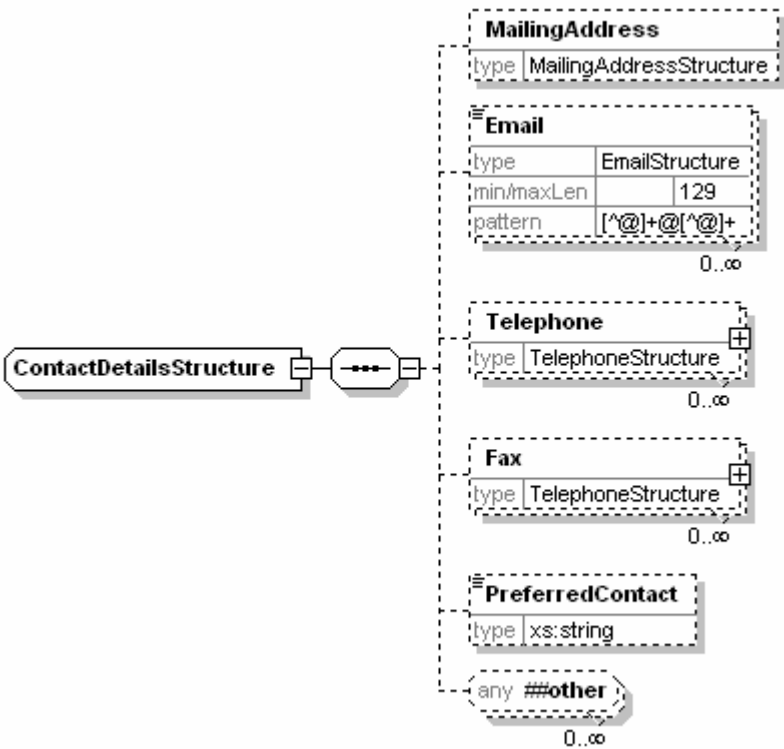 MailingAddress
type MailingAddressStructure
Email
type EmailStructure
min/maxLen 129
pattern [^@]+@[^@]+
0..∞
Telephone
type TelephoneStructure
0..∞
ContactDetailsStructure
Fax
type TelephoneStructure
0..∞
PreferredContact
type xs:string
any ##other
0..∞